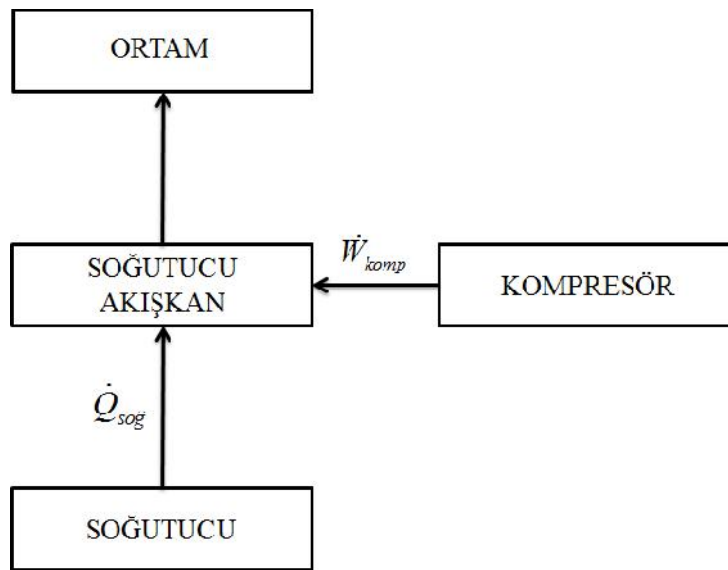 ORTAM
SOĞUTUCU
AKIŞKAN
Ẇkomp
KOMPRESÖR
Q̇soğ
SOĞUTUCU